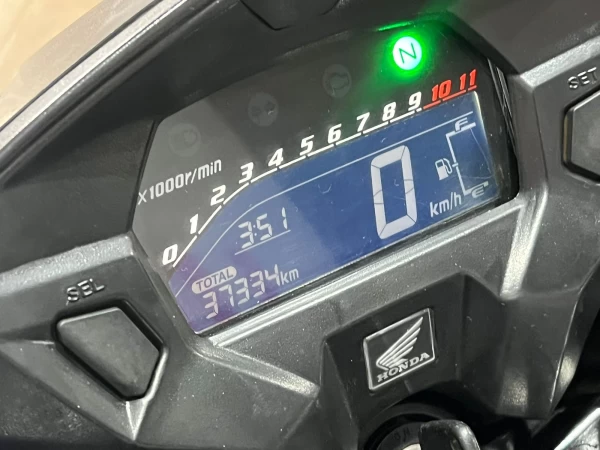 N
SET
×1000r/min
0 1 2 3 4 5 6 7 8 9 10 11
F
3:51
0 km/h
E
TOTAL
37334km
SEL
HONDA